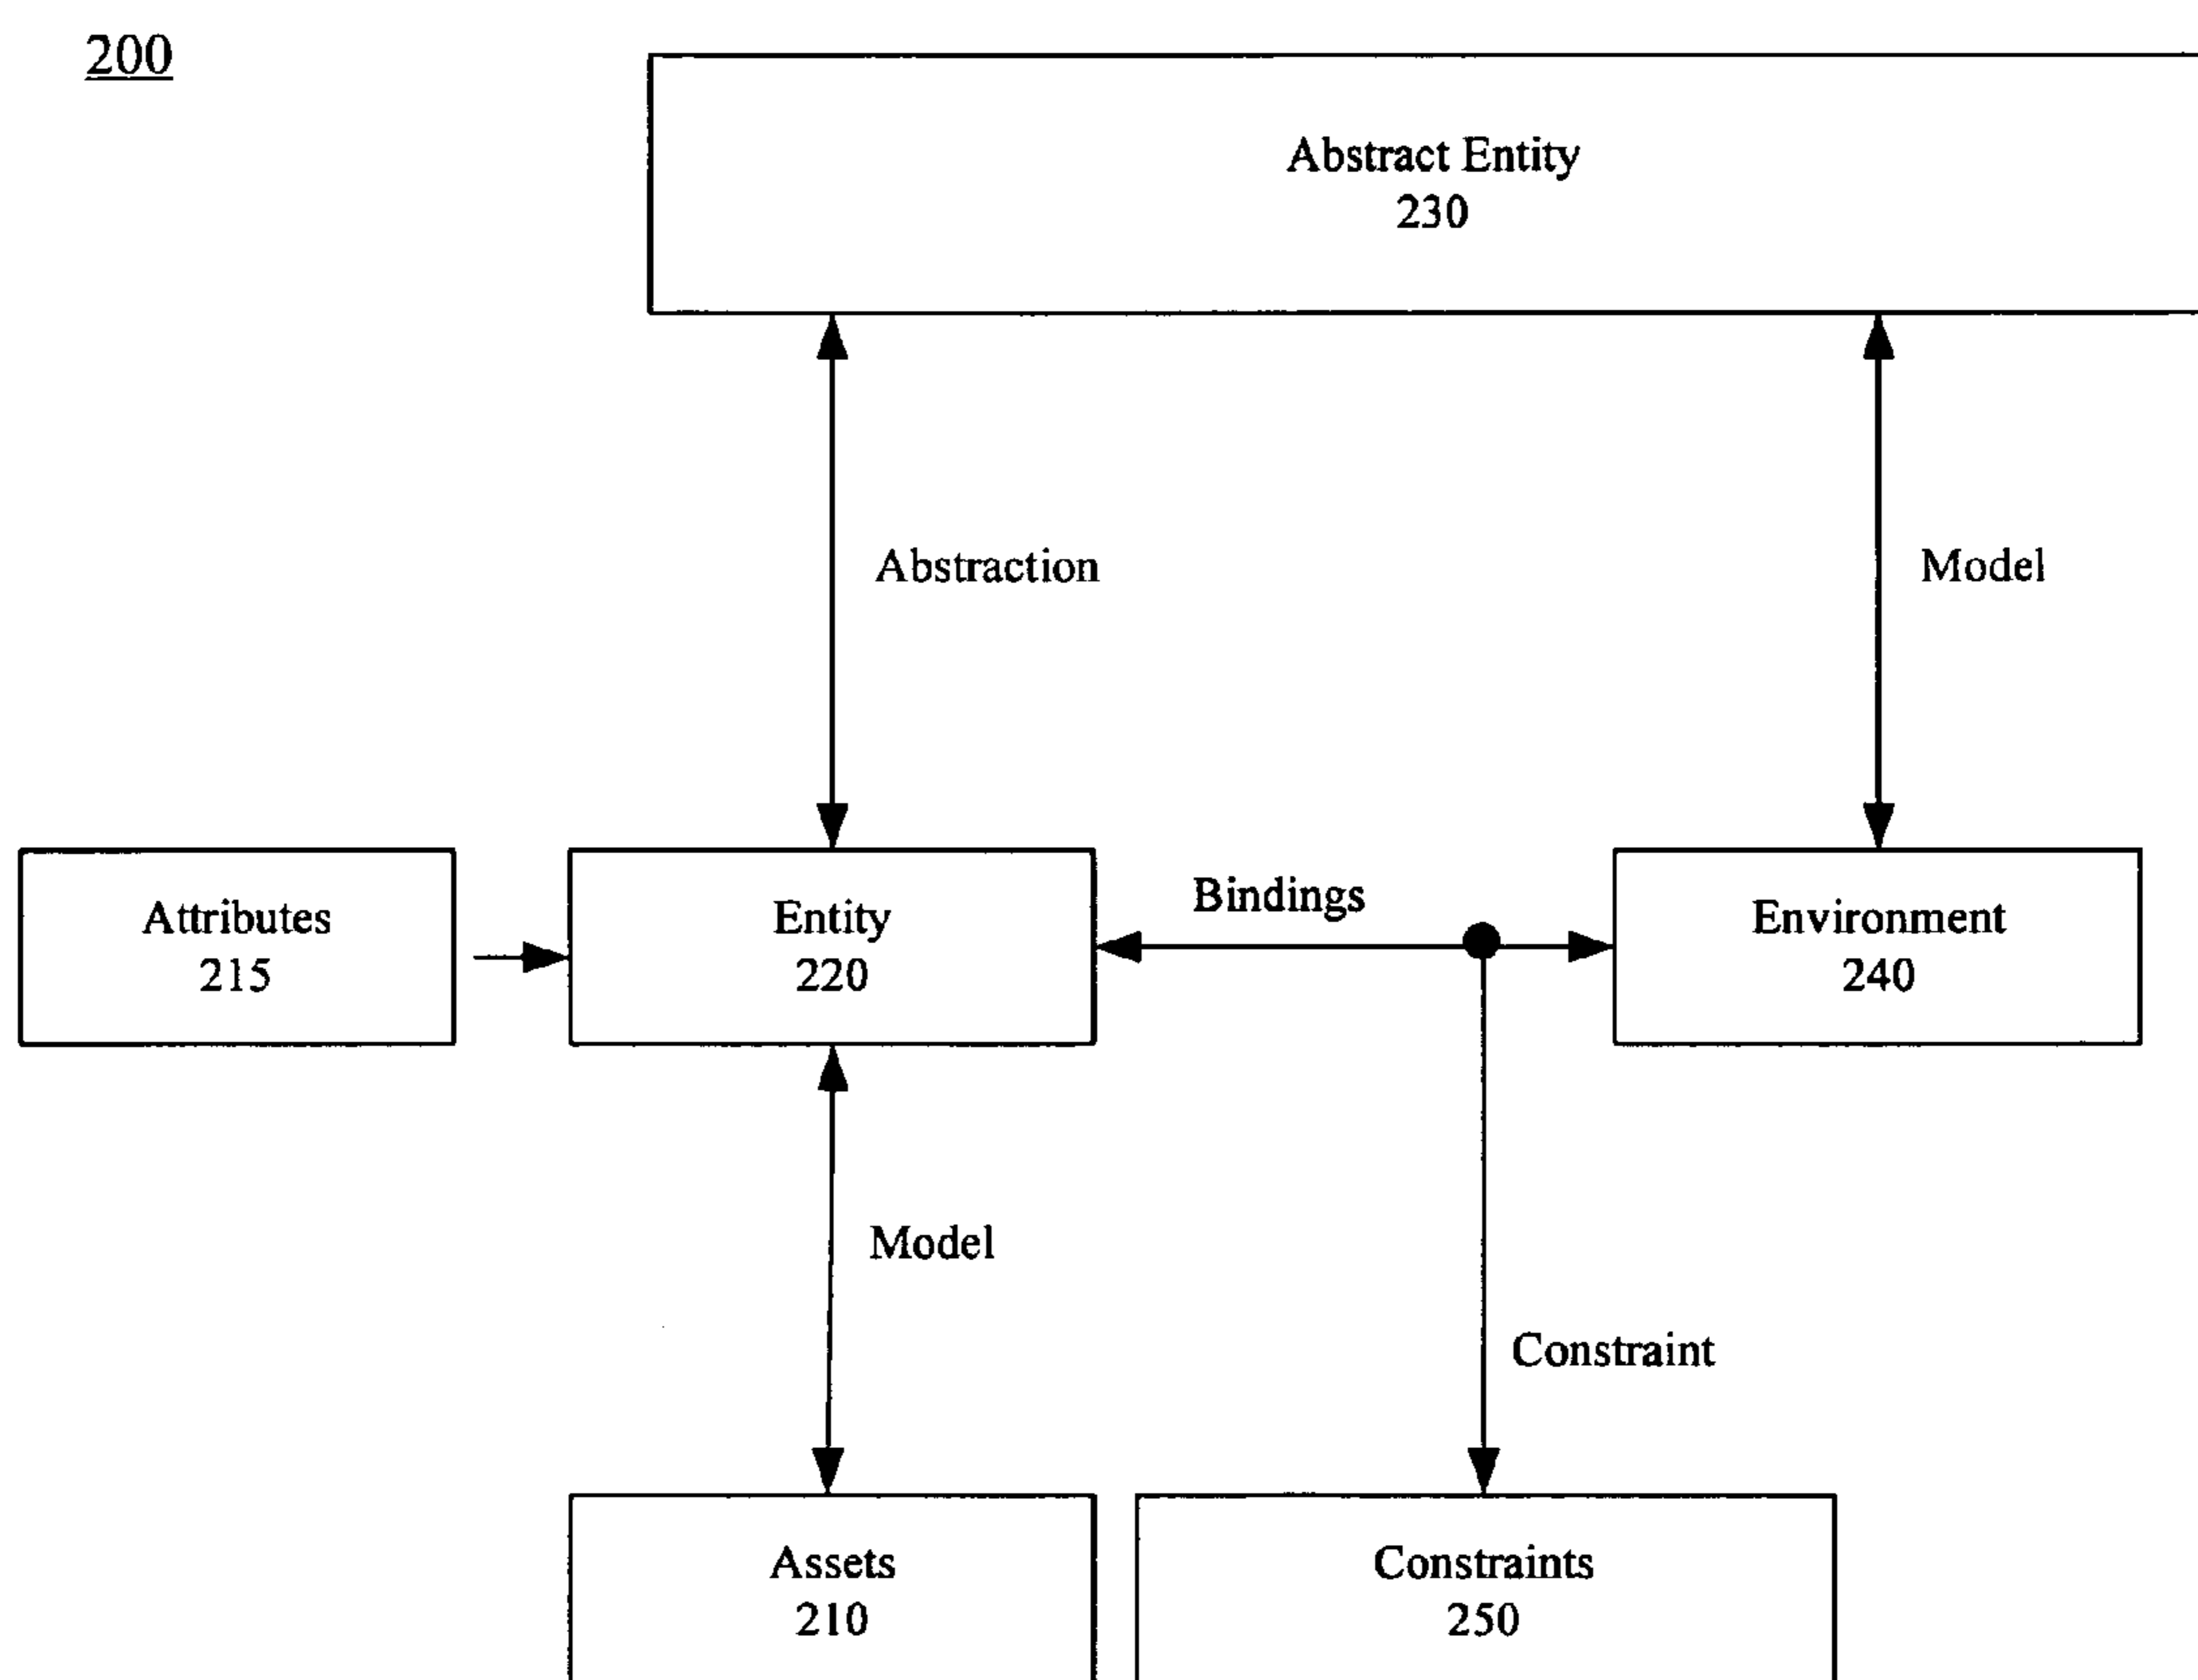 200
Abstract Entity
230
Abstraction
Model
Attributes
215
Entity
220
Bindings
Environment
240
Model
Constraint
Assets
210
Constraints
250